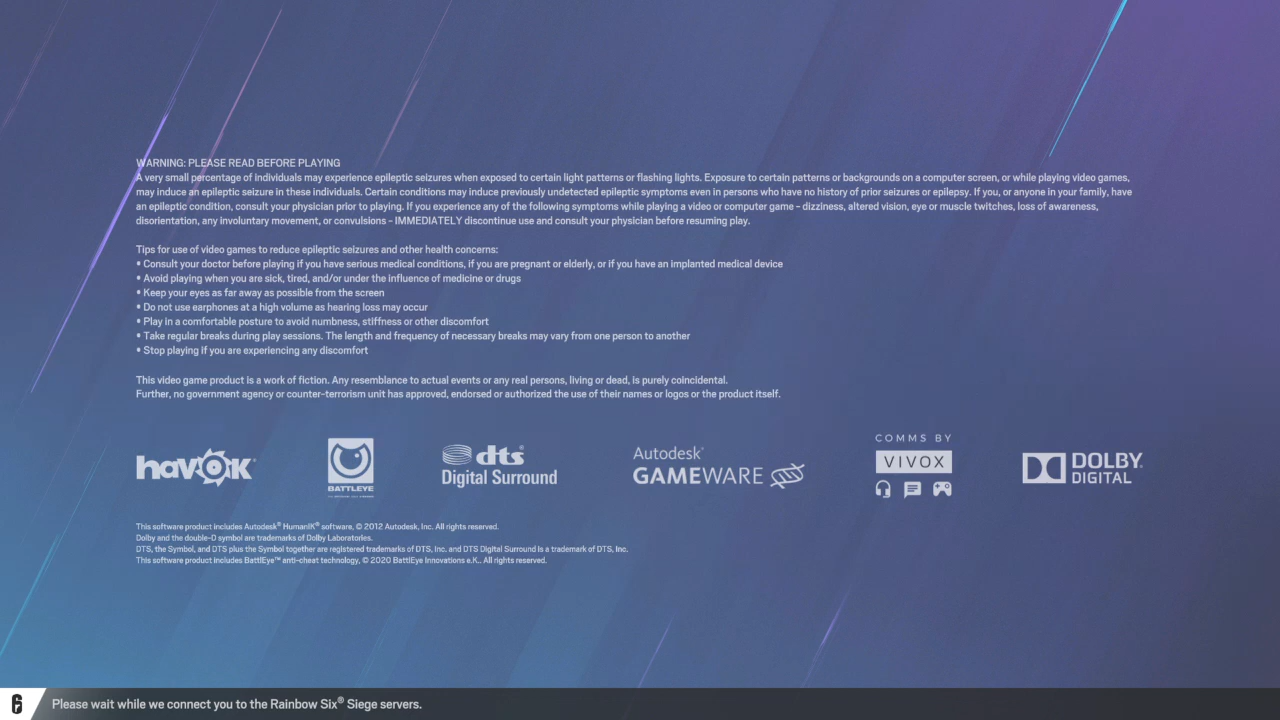 WARNING: PLEASE READ BEFORE PLAYING
A very small percentage of individuals may experience epileptic seizures when exposed to certain light patterns or flashing lights. Exposure to certain patterns or backgrounds on a computer screen, or while playing video games,
may induce an epileptic seizure in these individuals. Certain conditions may induce previously undetected epileptic symptoms even in persons who have no history of prior seizures or epilepsy. If you, or anyone in your family, have
an epileptic condition, consult your physician prior to playing. If you experience any of the following symptoms while playing a video or computer game - dizziness, altered vision, eye or muscle twitches, loss of awareness,
disorientation, any involuntary movement, or convulsions - IMMEDIATELY discontinue use and consult your physician before resuming play.
Tips for use of video games to reduce epileptic seizures and other health concerns:
• Consult your doctor before playing if you have serious medical conditions, if you are pregnant or elderly, or if you have an implanted medical device
• Avoid playing when you are sick, tired, and/or under the influence of medicine or drugs
• Keep your eyes as far away as possible from the screen
• Do not use earphones at a high volume as hearing loss may occur
• Play in a comfortable posture to avoid numbness, stiffness or other discomfort
• Take regular breaks during play sessions. The length and frequency of necessary breaks may vary from one person to another
• Stop playing if you are experiencing any discomfort
This video game product is a work of fiction. Any resemblance to actual events or any real persons, living or dead, is purely coincidental.
Further, no government agency or counter-terrorism unit has approved, endorsed or authorized the use of their names or logos or the product itself.
havok®
BATTLEYE
dts
Digital Surround
Autodesk®
GAMEWARE
COMMS BY
VIVOX
DOLBY®
DIGITAL
This software product includes Autodesk® HumanIK® software, © 2012 Autodesk, Inc. All rights reserved.
Dolby and the double-D symbol are trademarks of Dolby Laboratories.
DTS, the Symbol, and DTS plus the Symbol together are registered trademarks of DTS, Inc. and DTS Digital Surround is a trademark of DTS, Inc.
This software product includes BattlEye™ anti-cheat technology, © 2020 BattlEye Innovations e.K.. All rights reserved.
6 Please wait while we connect you to the Rainbow Six® Siege servers.